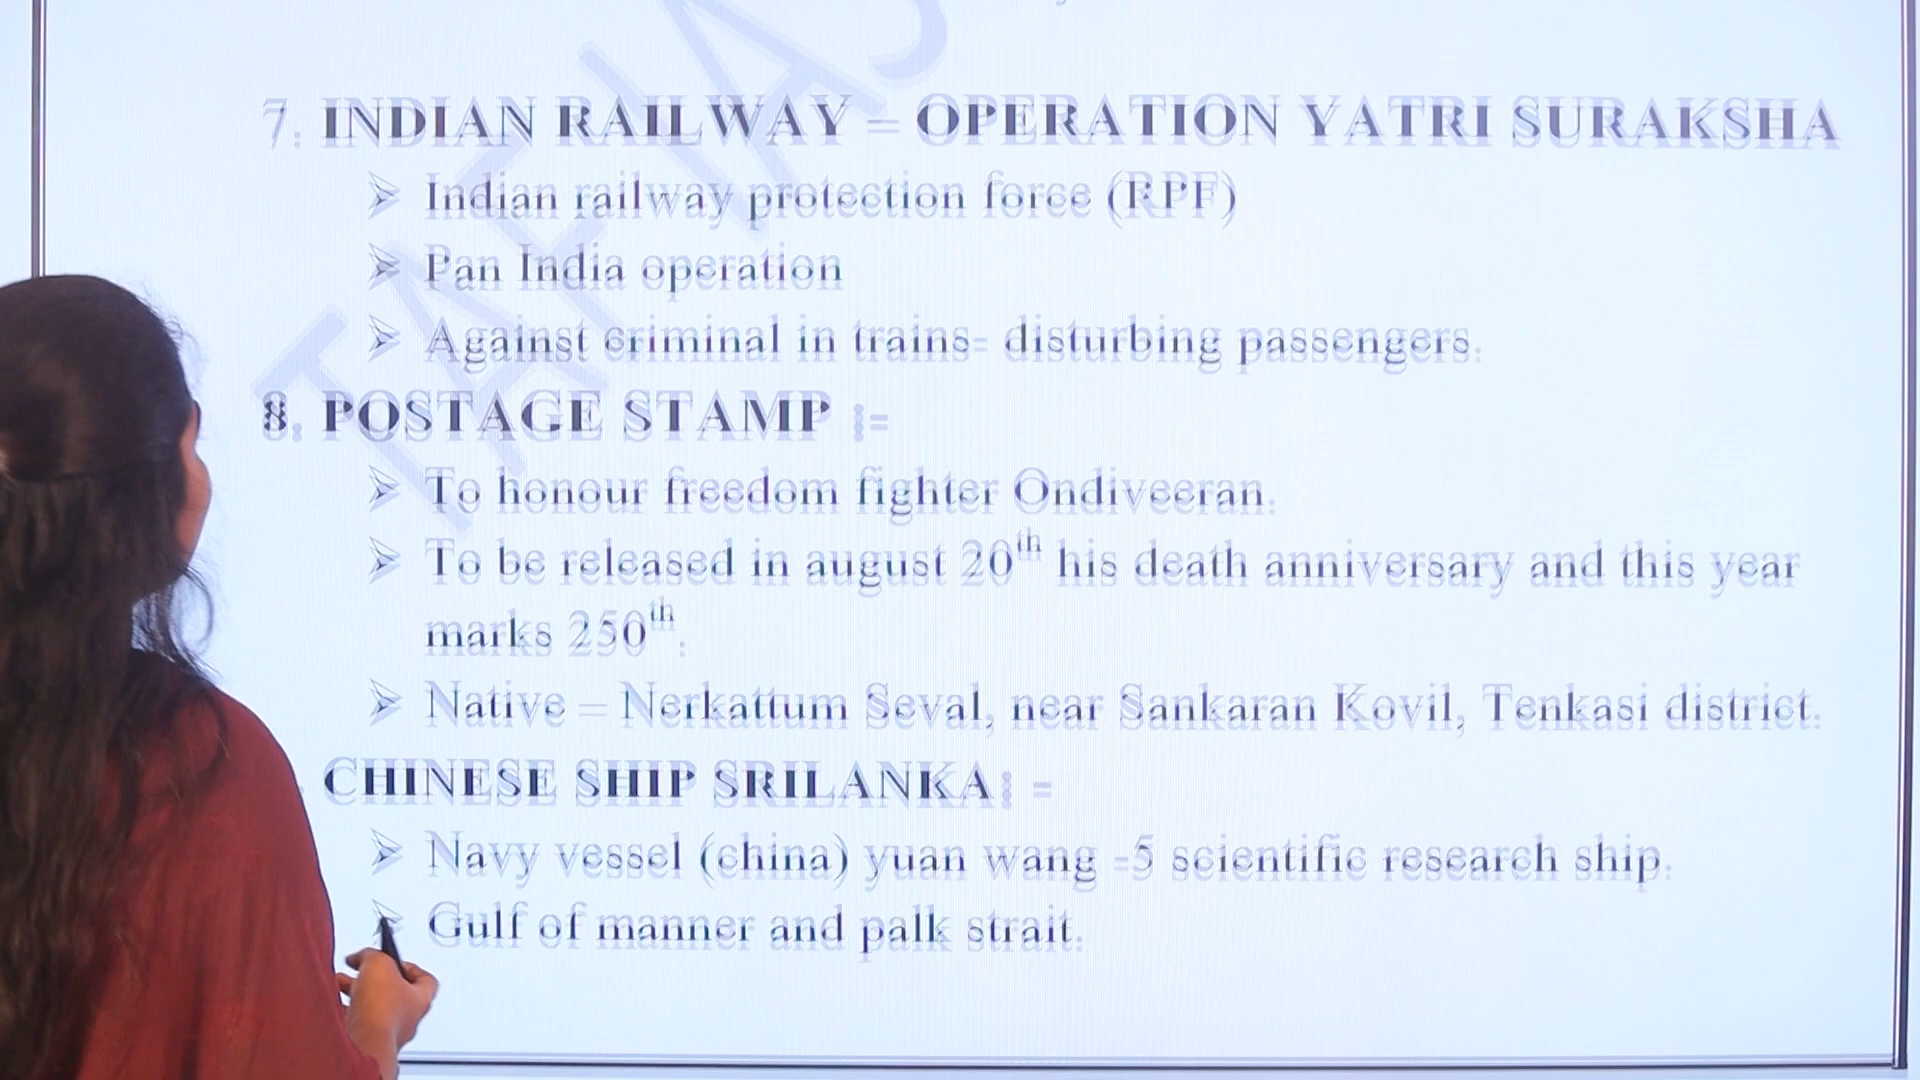 7. INDIAN RAILWAY = OPERATION YATRI SURAKSHA
➢ Indian railway protection force (RPF)
➢ Pan India operation
➢ Against criminal in trains- disturbing passengers.
8. POSTAGE STAMP :=
➢ To honour freedom fighter Ondiveeran.
➢ To be released in august 20th his death anniversary and this year
marks 250th.
➢ Native = Nerkattum Seval, near Sankaran Kovil, Tenkasi district.
CHINESE SHIP SRILANKA: =
➢ Navy vessel (china) yuan wang -5 scientific research ship.
➢ Gulf of manner and palk strait.